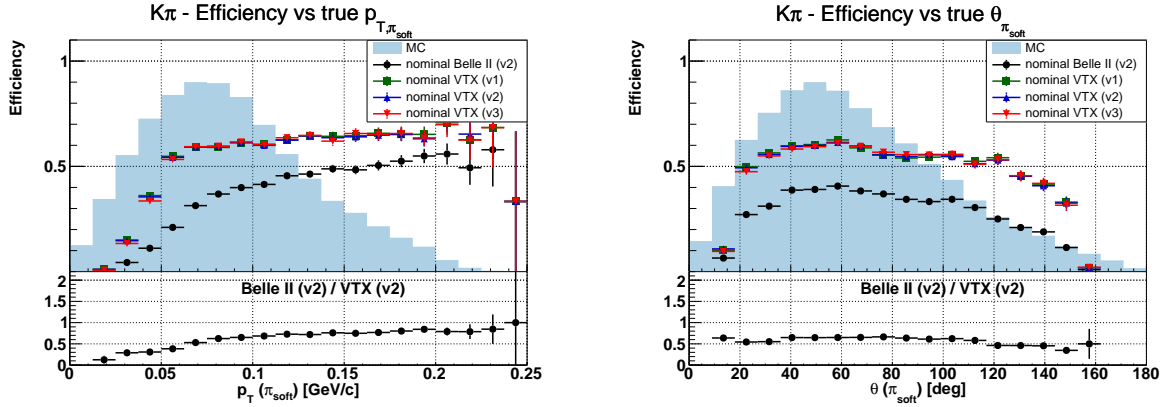 Kπ - Efficiency vs true p_T,π_soft
Efficiency
1
0.5
MC
nominal Belle II (v2)
nominal VTX (v1)
nominal VTX (v2)
nominal VTX (v3)
Belle II (v2) / VTX (v2)
2
1.5
1
0.5
0
0 0.05 0.1 0.15 0.2 0.25
p_T (π_soft) [GeV/c]
Kπ - Efficiency vs true θ_π_soft
Efficiency
1
0.5
MC
nominal Belle II (v2)
nominal VTX (v1)
nominal VTX (v2)
nominal VTX (v3)
Belle II (v2) / VTX (v2)
2
1.5
1
0.5
0
0 20 40 60 80 100 120 140 160 180
θ (π_soft) [deg]